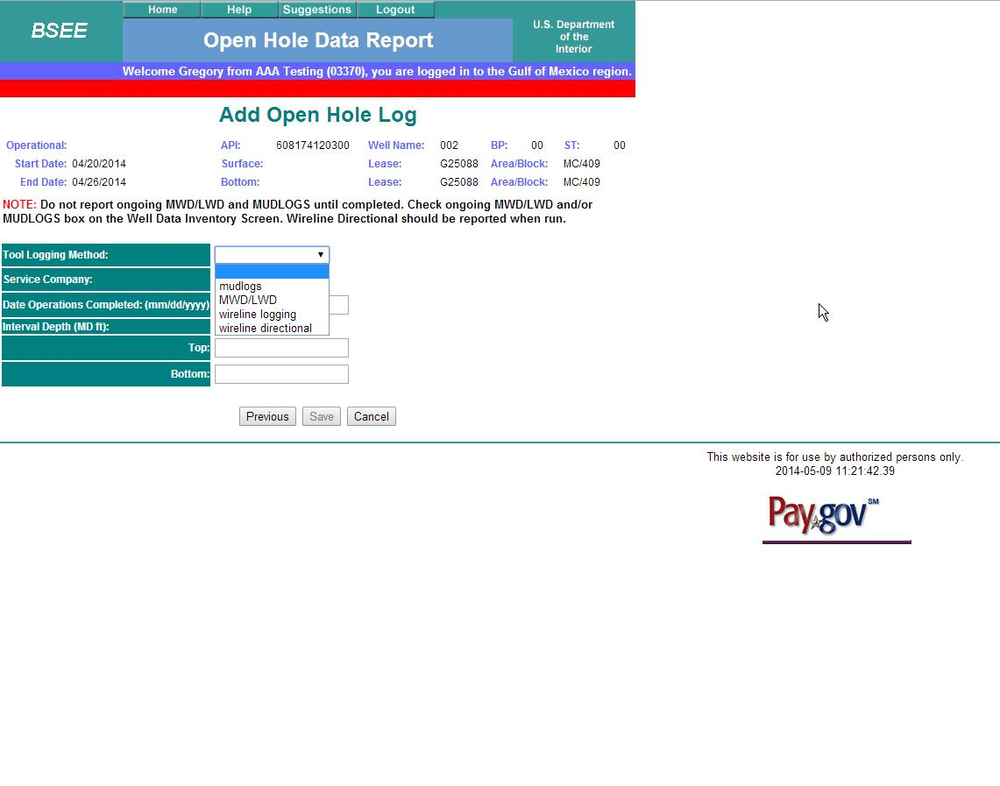 Home Help Suggestions Logout
BSEE
Open Hole Data Report
U.S. Department
of the
Interior
Welcome Gregory from AAA Testing (03370), you are logged in to the Gulf of Mexico region.
Add Open Hole Log
Operational: API: 608174120300 Well Name: 002 BP: 00 ST: 00
Start Date: 04/20/2014 Surface: Lease: G25088 Area/Block: MC/409
End Date: 04/26/2014 Bottom: Lease: G25088 Area/Block: MC/409
NOTE: Do not report ongoing MWD/LWD and MUDLOGS until completed. Check ongoing MWD/LWD and/or
MUDLOGS box on the Well Data Inventory Screen. Wireline Directional should be reported when run.
Tool Logging Method:
Service Company:
mudlogs
MWD/LWD
Date Operations Completed: (mm/dd/yyyy)
wireline logging
Interval Depth (MD ft):
wireline directional
Top:
Bottom:
Previous Save Cancel
This website is for use by authorized persons only.
2014-05-09 11:21:42.39
Pay.gov SM